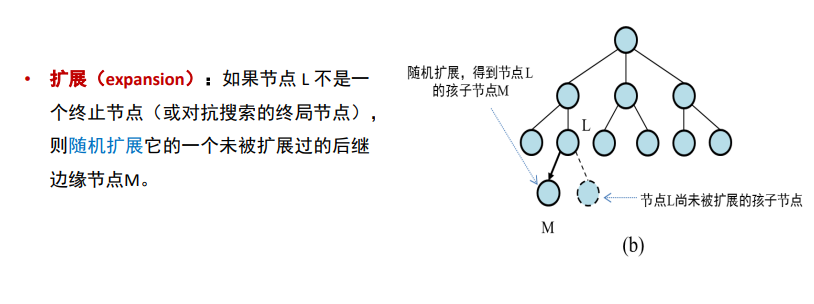 • 扩展（expansion）：如果节点 L 不是一
个终止节点（或对抗搜索的终局节点），
则随机扩展它的一个未被扩展过的后继
边缘节点M。
随机扩展，得到节点L
的孩子节点M
L
节点L尚未被扩展的孩子节点
M
(b)